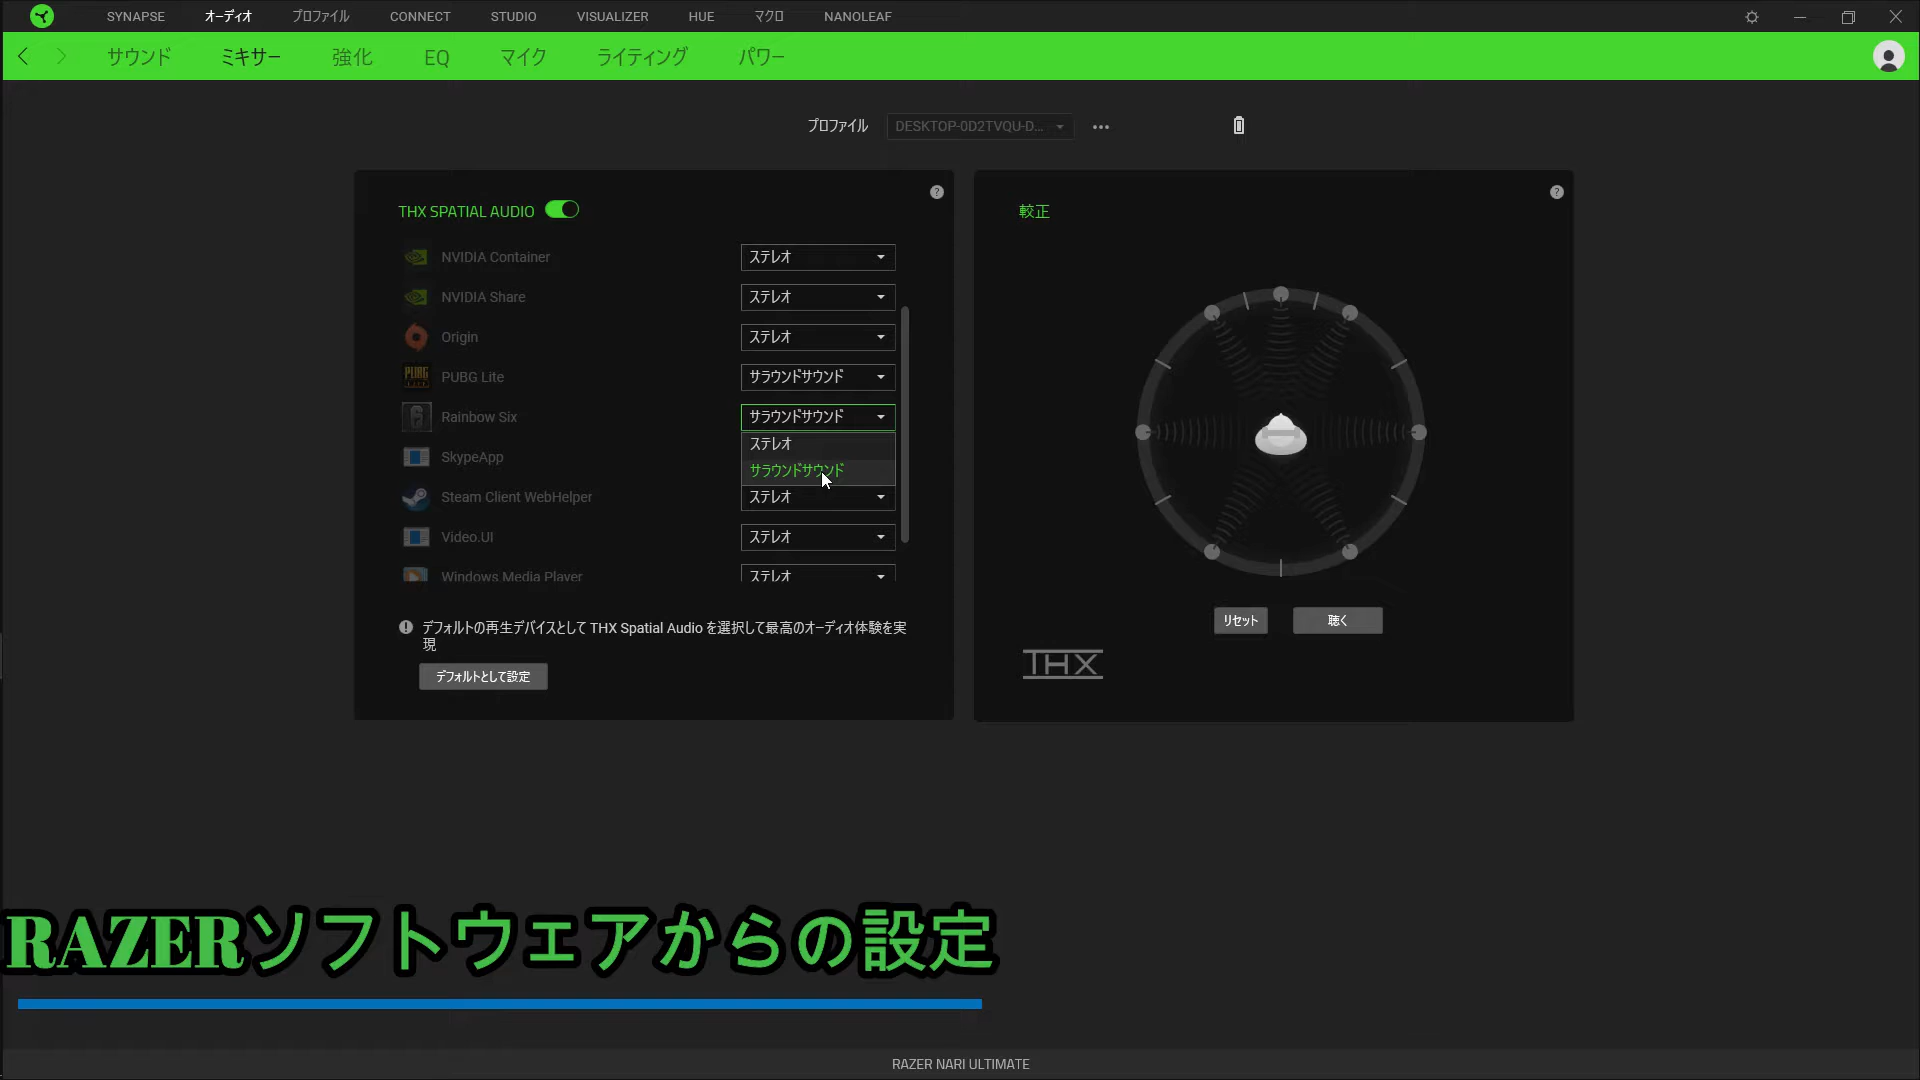 SYNAPSE オーディオ プロファイル CONNECT STUDIO VISUALIZER HUE マクロ NANOLEAF
サウンド ミキサー 強化 EQ マイク ライティング パワー
プロファイル DESKTOP-0D2TVQU-D...
THX SPATIAL AUDIO
NVIDIA Container ステレオ
NVIDIA Share ステレオ
Origin ステレオ
PUBG Lite サラウンドサウンド
Rainbow Six サラウンドサウンド
ステレオ
SkypeApp サラウンドサウンド
Steam Client WebHelper ステレオ
Video.UI ステレオ
Windows Media Player ステレオ
デフォルトの再生デバイスとして THX Spatial Audio を選択して最高のオーディオ体験を実
現
デフォルトとして設定
較正
リセット 聴く
THX
RAZERソフトウェアからの設定
RAZER NARI ULTIMATE